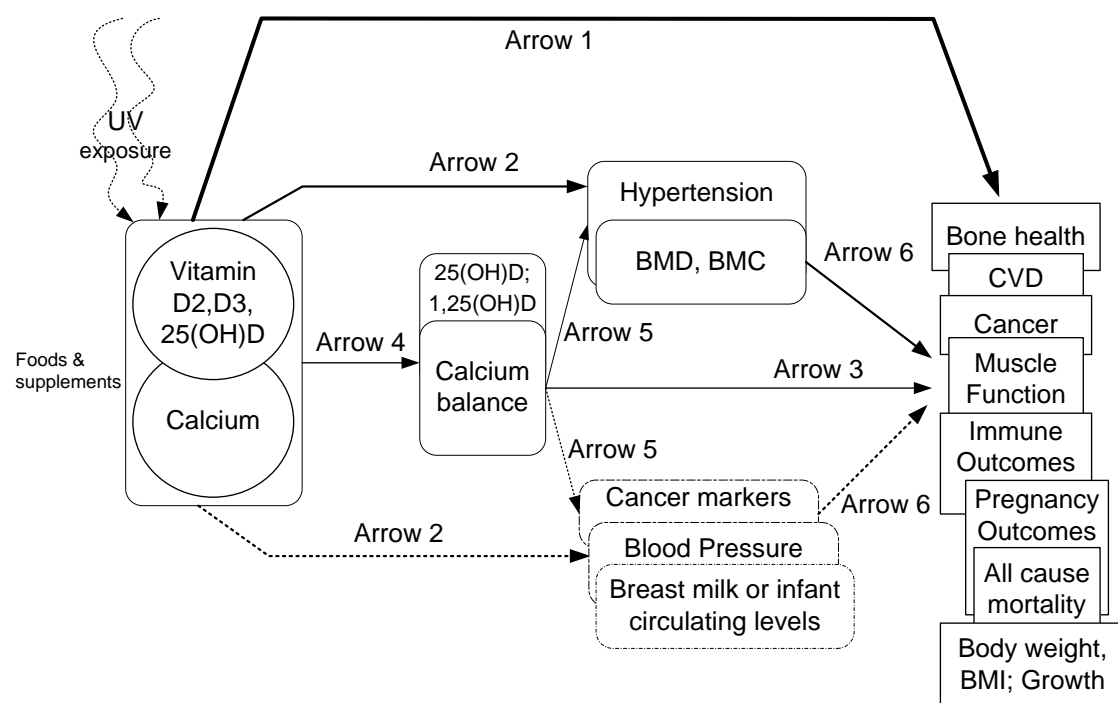 Arrow 1
UV
exposure
Arrow 2
Hypertension
BMD, BMC
Arrow 6
Bone health
CVD
Cancer
Muscle
Function
Immune
Outcomes
Pregnancy
Outcomes
All cause
mortality
Body weight,
BMI; Growth
Vitamin
D2,D3,
25(OH)D
Calcium
Foods &
supplements
Arrow 4
25(OH)D;
1,25(OH)D
Calcium
balance
Arrow 5
Arrow 3
Arrow 5
Cancer markers
Arrow 6
Arrow 2
Blood Pressure
Breast milk or infant
circulating levels